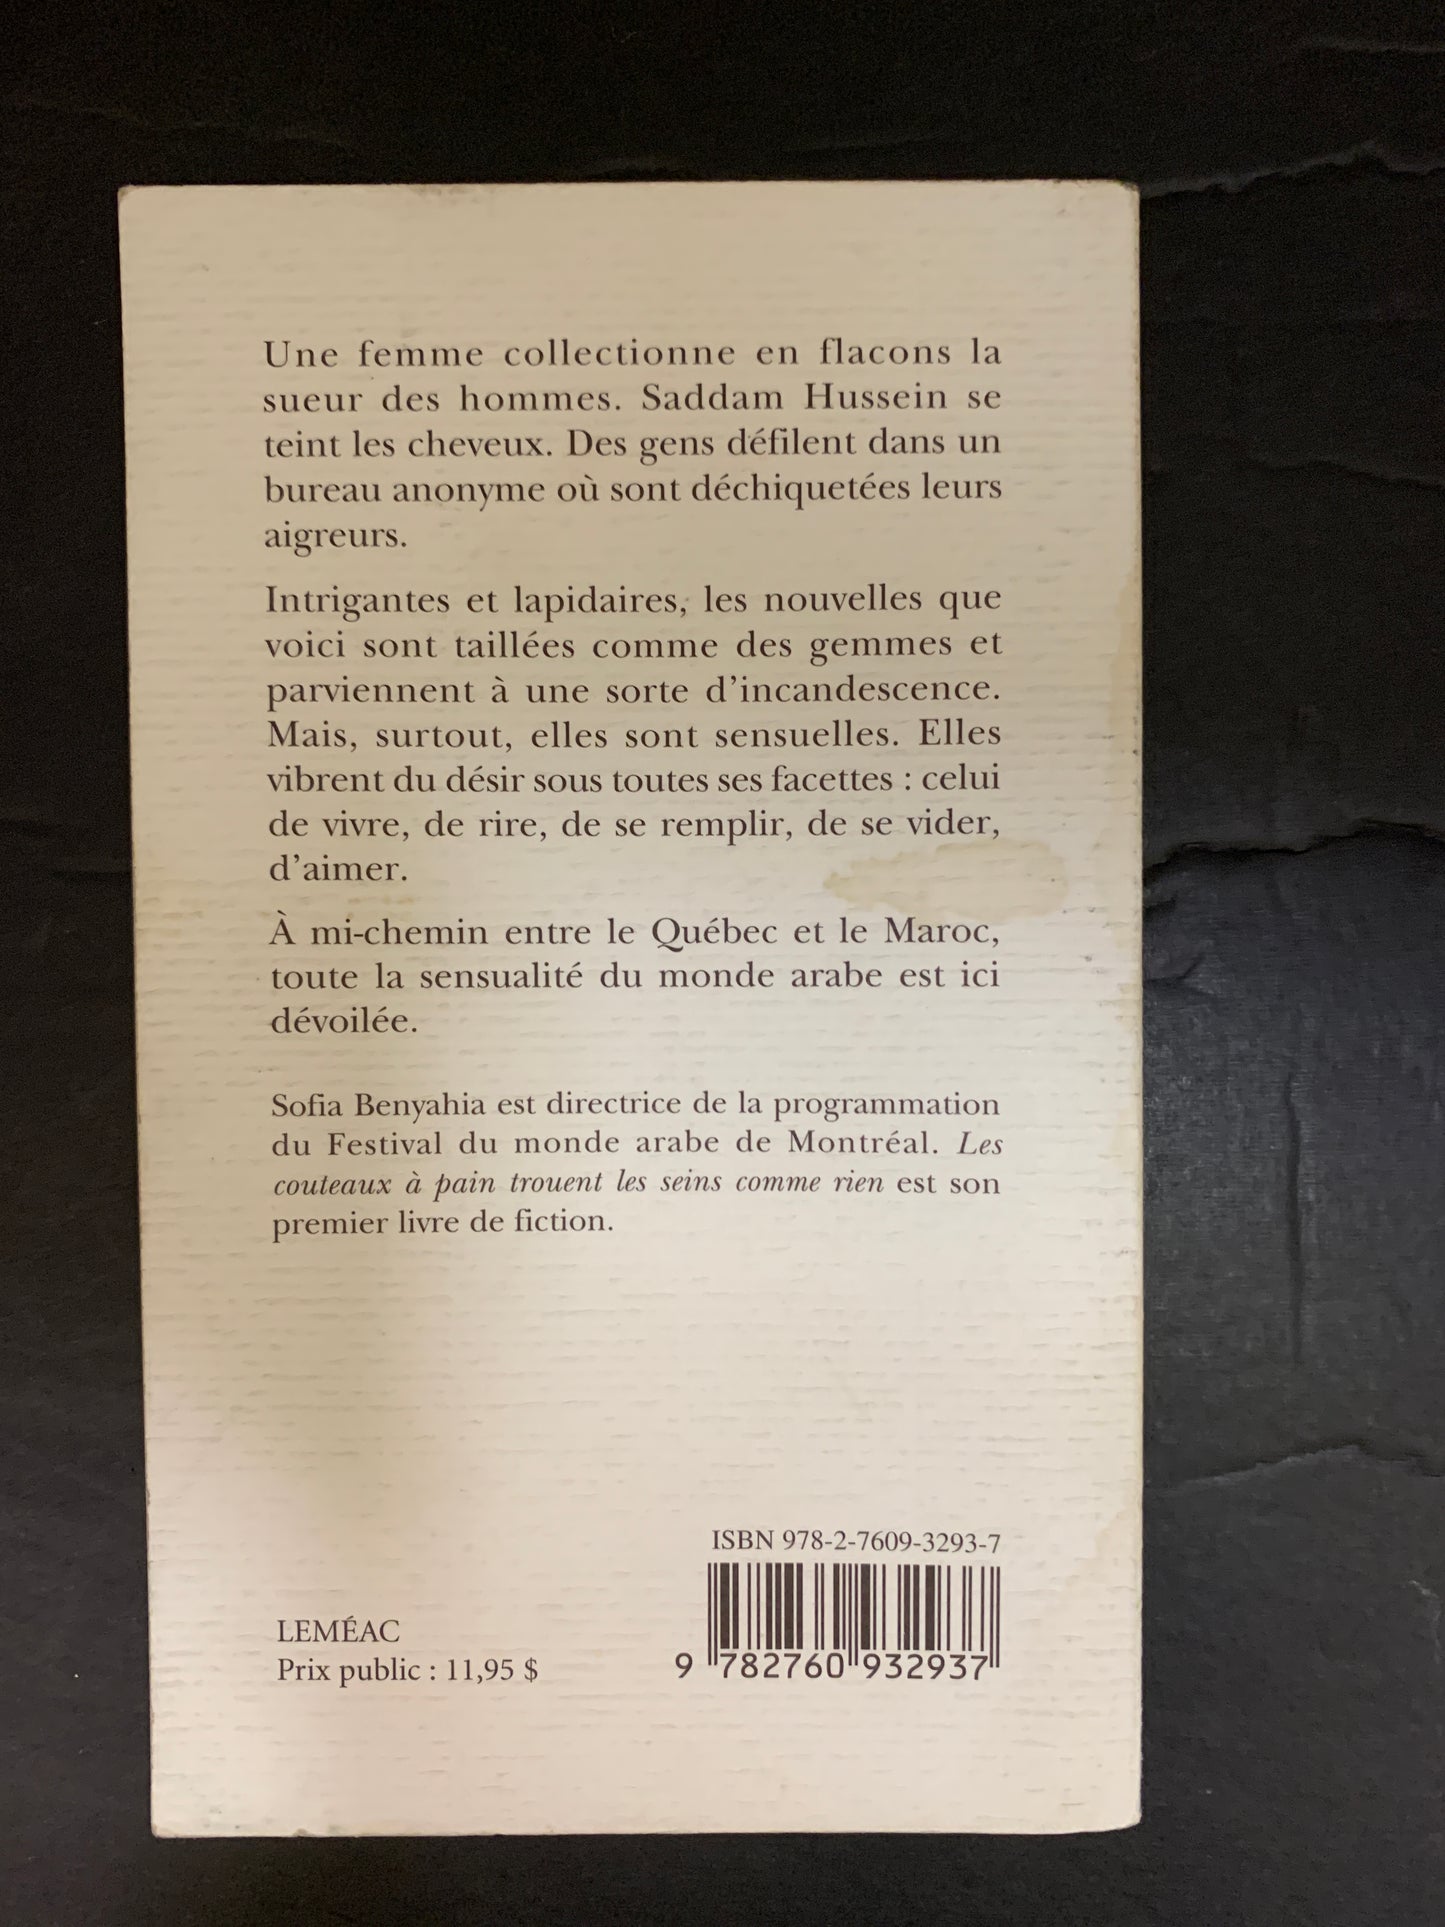 Une femme collectionne en flacons la
sueur des hommes. Saddam Hussein se
teint les cheveux. Des gens défilent dans un
bureau anonyme où sont déchiquetées leurs
aigreurs.
Intrigantes et lapidaires, les nouvelles que
voici sont taillées comme des gemmes et
parviennent à une sorte d'incandescence.
Mais, surtout, elles sont sensuelles. Elles
vibrent du désir sous toutes ses facettes : celui
de vivre, de rire, de se remplir, de se vider,
d'aimer.
À mi-chemin entre le Québec et le Maroc,
toute la sensualité du monde arabe est ici
dévoilée.
Sofia Benyahia est directrice de la programmation
du Festival du monde arabe de Montréal. Les
couteaux à pain trouent les seins comme rien est son
premier livre de fiction.
ISBN 978-2-7609-3293-7
9 782760 932937
LEMÉAC
Prix public : 11,95 $